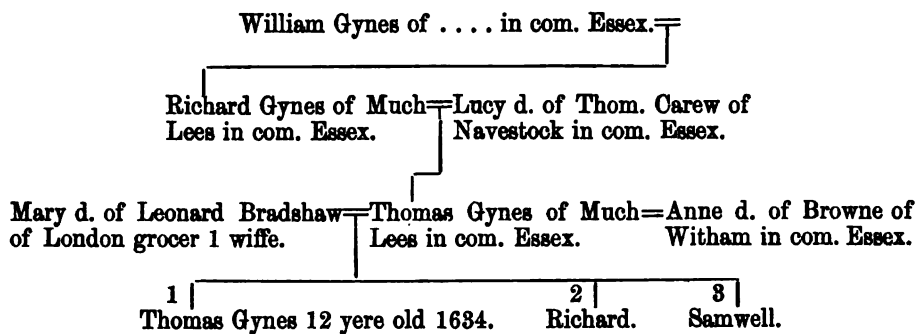 William Gynes of .... in com. Essex.
Richard Gynes of Much=Lucy d. of Thom. Carew of
Lees in com. Essex. Navestock in com. Essex.
Mary d. of Leonard Bradshaw=Thomas Gynes of Much=Anne d. of Browne of
of London grocer 1 wiffe. Lees in com. Essex. Witham in com. Essex.
1 2 3
Thomas Gynes 12 yere old 1634. Richard. Samwell.